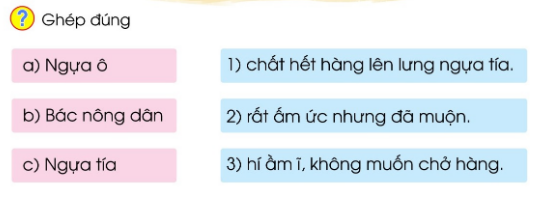 ? Ghép đúng
a) Ngựa ô 1) chất hết hàng lên lưng ngựa tía.
b) Bác nông dân 2) rất ấm ức nhưng đã muộn.
c) Ngựa tía 3) hí ầm ĩ, không muốn chở hàng.